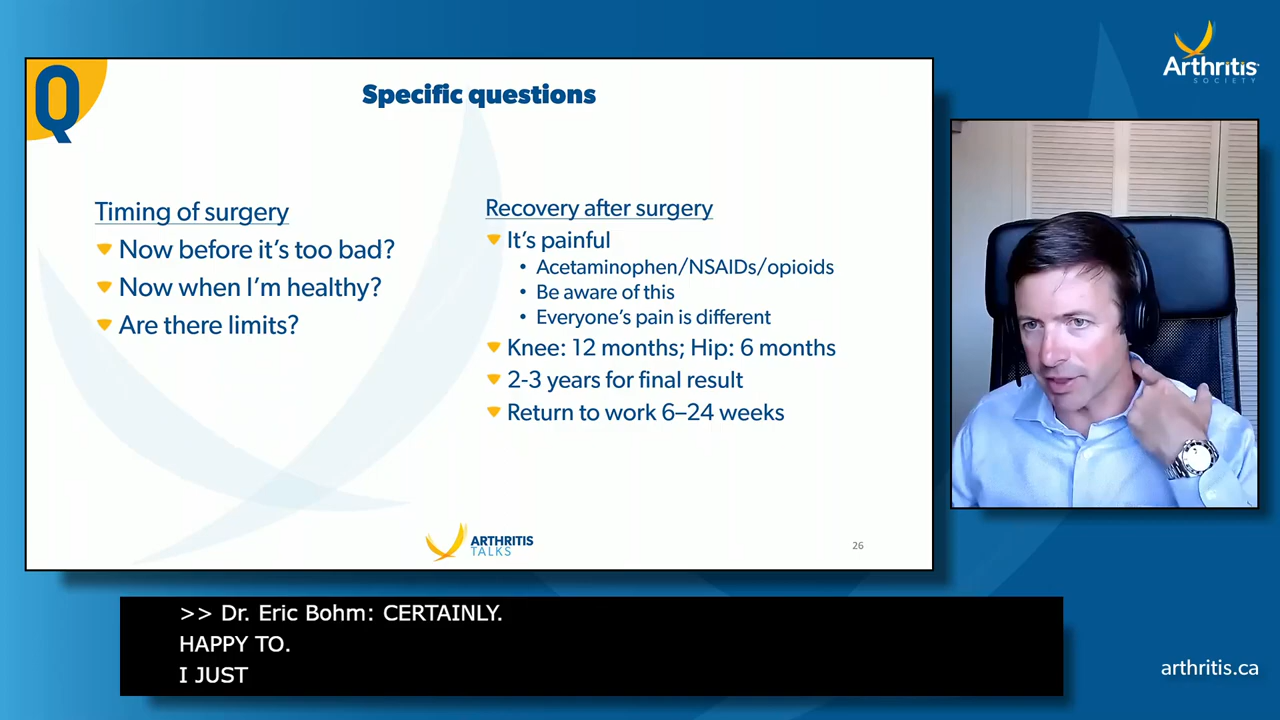 Q
Specific questions
Timing of surgery
Now before it's too bad?
Now when I'm healthy?
Are there limits?
Recovery after surgery
It's painful
• Acetaminophen/NSAIDs/opioids
• Be aware of this
• Everyone's pain is different
Knee: 12 months; Hip: 6 months
2-3 years for final result
Return to work 6–24 weeks
ARTHRITIS
TALKS
26
Arthritis
SOCIETY
>> Dr. Eric Bohm: CERTAINLY.
HAPPY TO.
I JUST
arthritis.ca